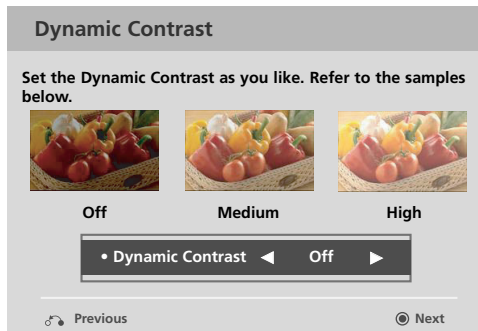 Dynamic Contrast
Set the Dynamic Contrast as you like. Refer to the samples
below.
Off Medium High
• Dynamic Contrast ◀ Off ▶
Previous Next